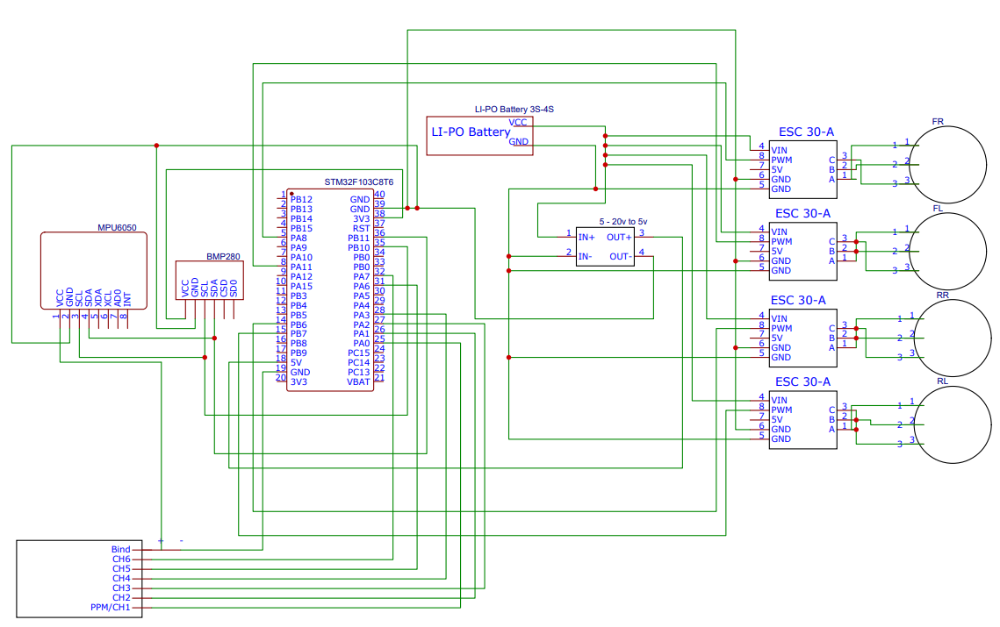 LI-PO Battery 3S-4S
LI-PO Battery
VCC
GND
STM32F103C8T6
1 PB12 GND 40
2 PB13 GND 39
3 PB14 3V3 38
4 PB15 RST 37
5 PA8 PB11 36
6 PA9 PB10 35
7 PA10 PB0 34
8 PA11 PB0 33
9 PA12 PA7 32
10 PA15 PA6 31
11 PB3 PA5 30
12 PB4 PA4 29
13 PB5 PA3 28
14 PB6 PA2 27
15 PB7 PA1 26
16 PB8 PA0 25
17 PB9 PC15 24
18 5V PC14 23
19 GND PC13 22
20 3V3 VBAT 21
MPU6050
VCC GND SCL SDA XDA XCL AD0 INT
1 2 3 4 5 6 7 8
BMP280
VCC GND SCL SDA CSD SD0
5 - 20v to 5v
1 IN+ OUT+ 3
2 IN- OUT- 4
ESC 30-A
4 VIN
8 PWM C 3
7 5V B 2
6 GND A 1
5 GND
FR
1 1
2 2
3 3
ESC 30-A
4 VIN
8 PWM C 3
7 5V B 2
6 GND A 1
5 GND
FL
1 1
2 2
3 3
ESC 30-A
4 VIN
8 PWM C 3
7 5V B 2
6 GND A 1
5 GND
RR
1 1
2 2
3 3
ESC 30-A
4 VIN
8 PWM C 3
7 5V B 2
6 GND A 1
5 GND
RL
1 1
2 2
3 3
+ -
Bind
CH6
CH5
CH4
CH3
CH2
PPM/CH1